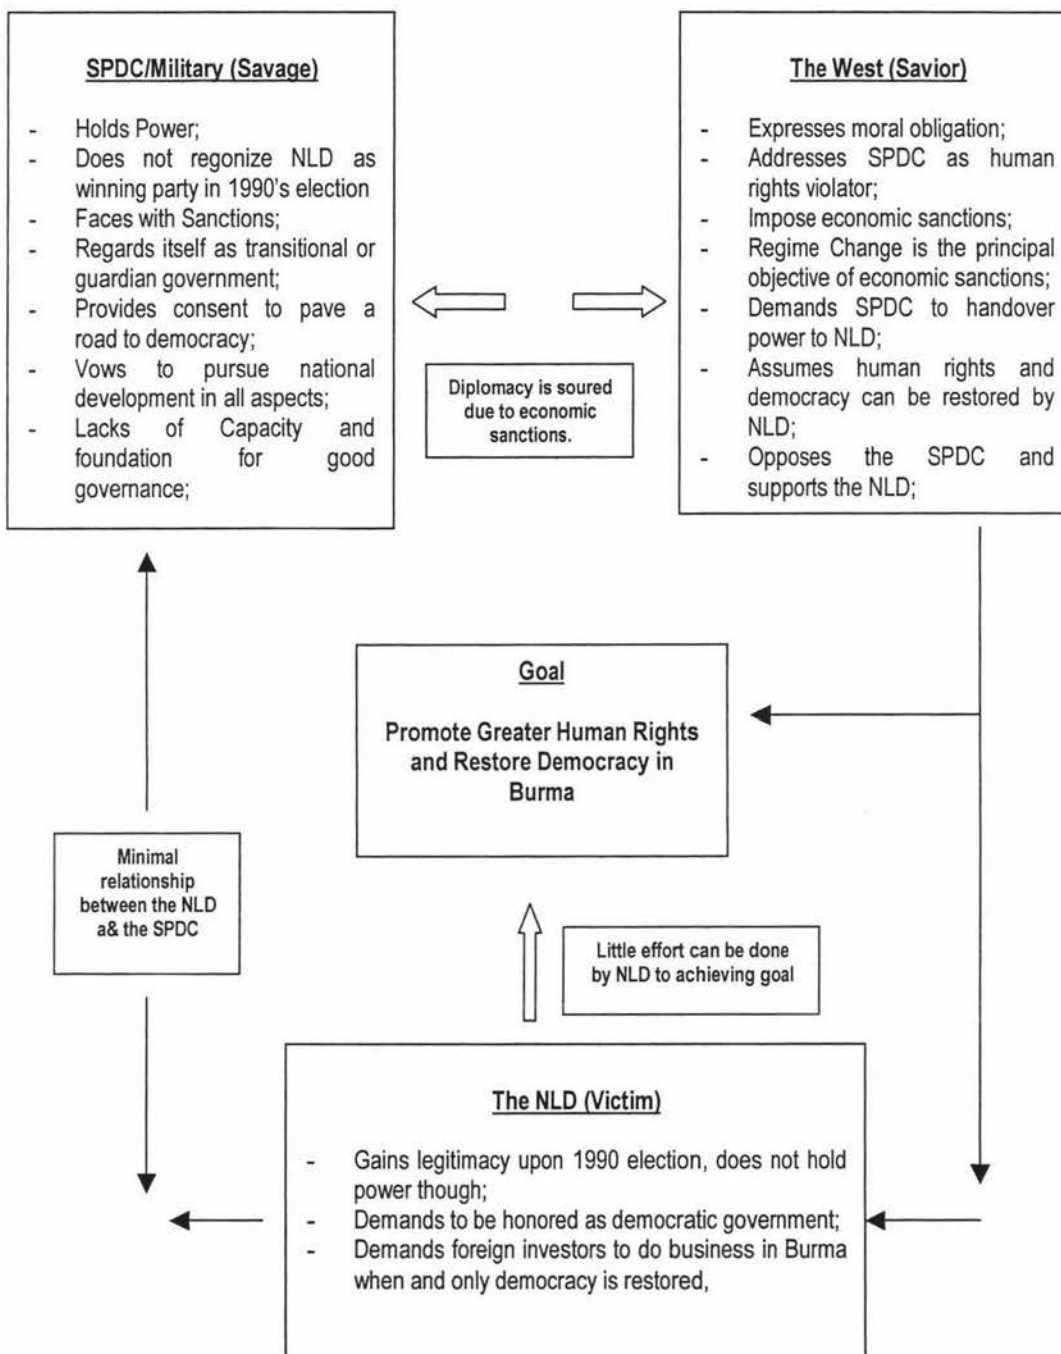 SPDC/Military (Savage)
- Holds Power;
- Does not regonize NLD as
winning party in 1990's election
- Faces with Sanctions;
- Regards itself as transitional or
guardian government;
- Provides consent to pave a
road to democracy;
- Vows to pursue national
development in all aspects;
- Lacks of Capacity and
foundation for good
governance;
The West (Savior)
- Expresses moral obligation;
- Addresses SPDC as human
rights violator;
- Impose economic sanctions;
- Regime Change is the principal
objective of economic sanctions;
- Demands SPDC to handover
power to NLD;
- Assumes human rights and
democracy can be restored by
NLD;
- Opposes the SPDC and
supports the NLD;
Diplomacy is soured
due to economic
sanctions.
Goal
Promote Greater Human Rights
and Restore Democracy in
Burma
Minimal
relationship
between the NLD
a& the SPDC
Little effort can be done
by NLD to achieving goal
The NLD (Victim)
- Gains legitimacy upon 1990 election, does not hold
power though;
- Demands to be honored as democratic government;
- Demands foreign investors to do business in Burma
when and only democracy is restored,